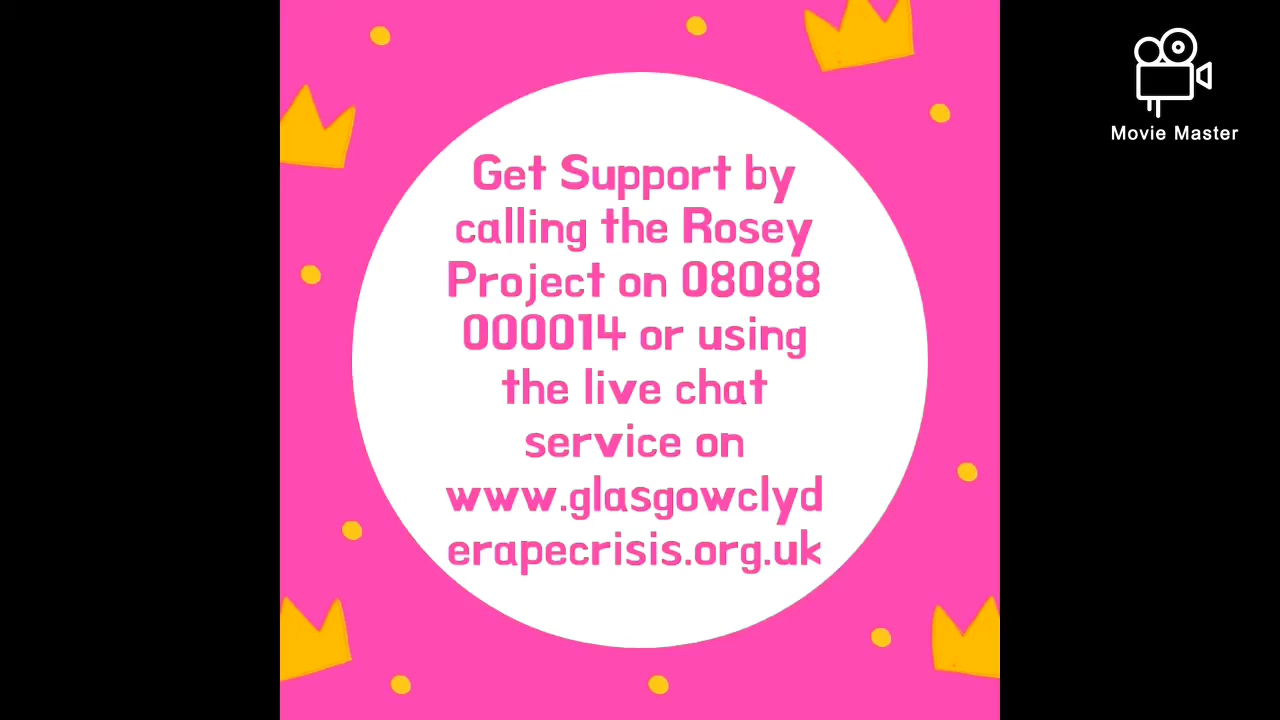 Get Support by
calling the Rosey
Project on 08088
000014 or using
the live chat
service on
www.glasgowclyd
erapecrisis.org.uk
Movie Master